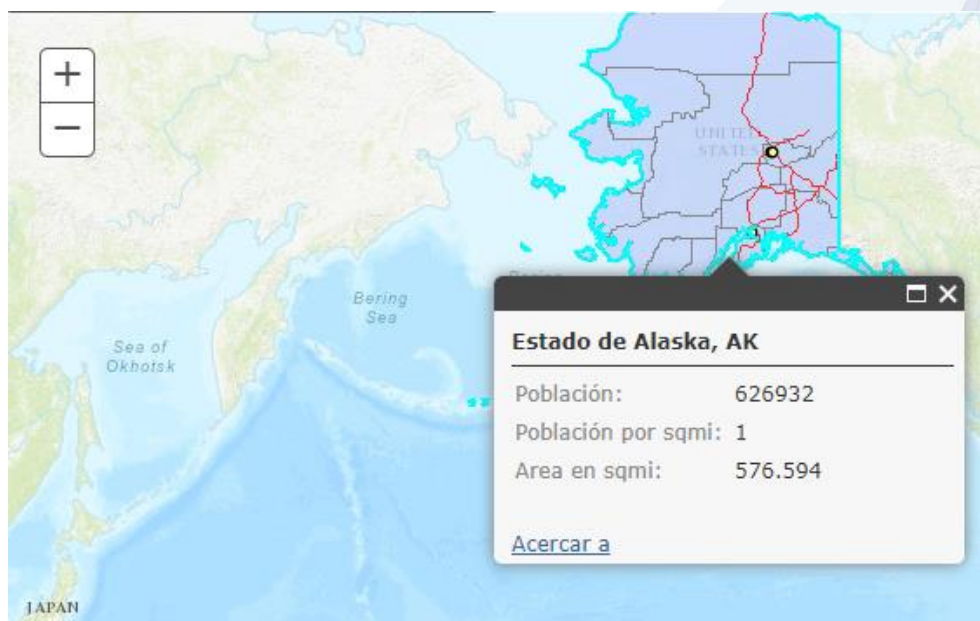 +
−
UNITED
STATES
Bering
Sea
Sea of
Okhotsk
Estado de Alaska, AK
Población: 626932
Población por sqmi: 1
Area en sqmi: 576.594
Acercar a
JAPAN